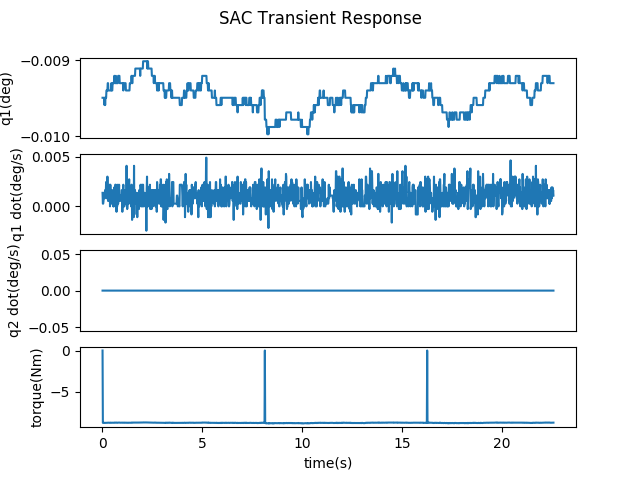 SAC Transient Response
−0.009
−0.010
q1(deg)
0.005
0.000
q1 dot(deg/s)
0.05
0.00
−0.05
q2 dot(deg/s)
0
−5
torque(Nm)
0 5 10 15 20
time(s)